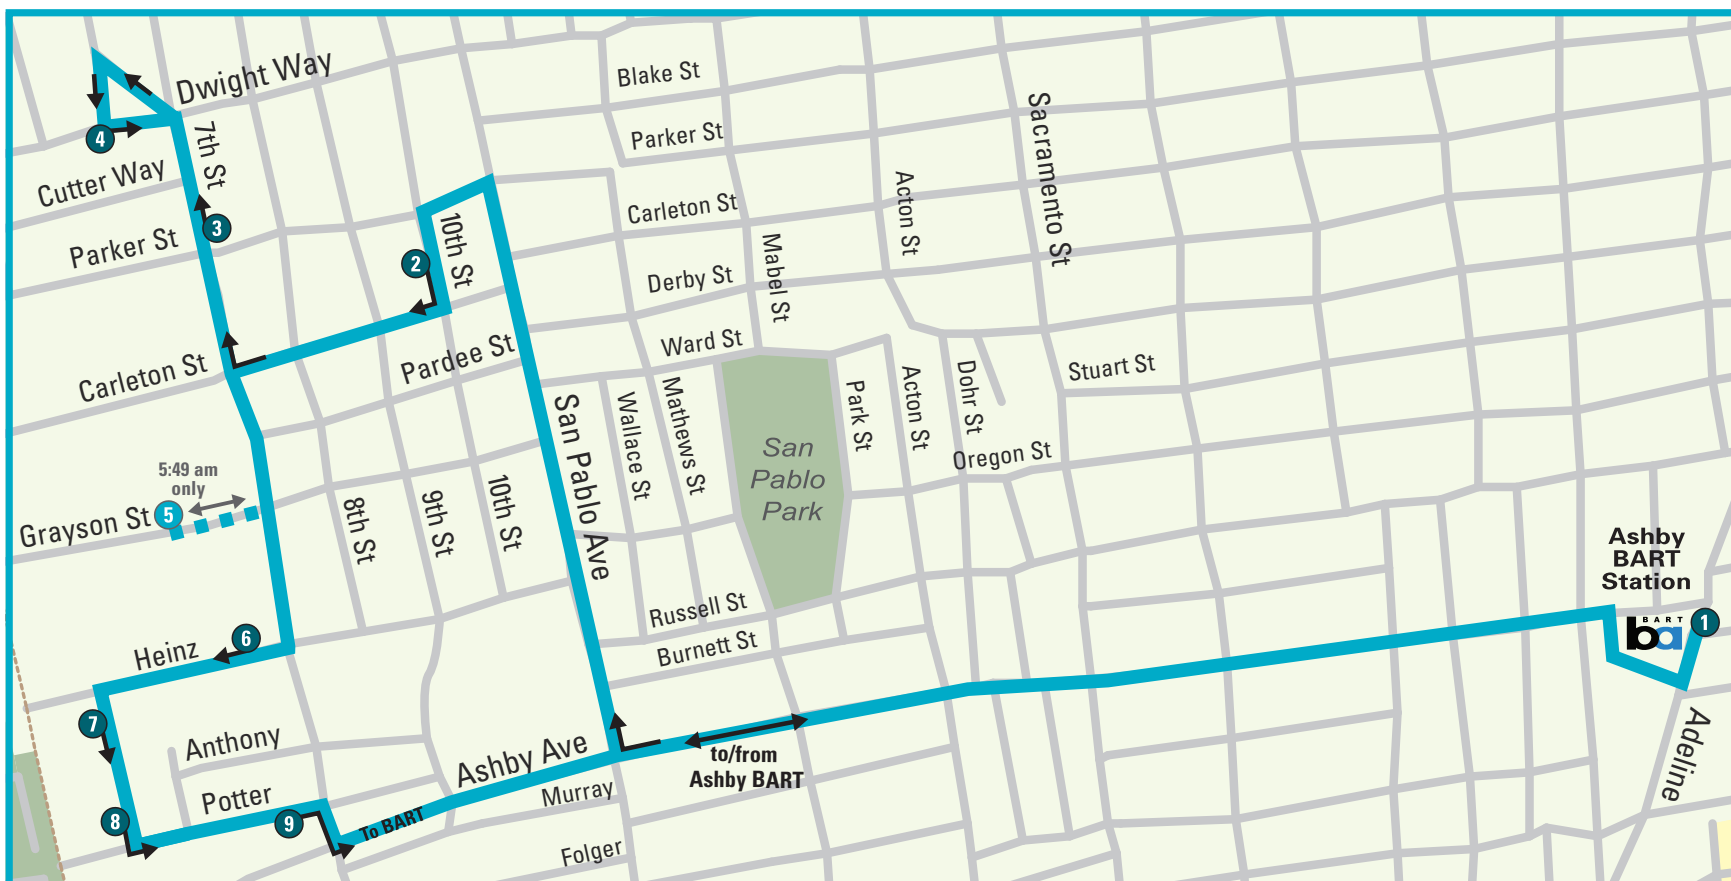 Dwight Way
Blake St
Parker St
7th St
4
Cutter Way
3
Parker St
Carleton St
2
10th St
Acton St
Sacramento St
Mabel St
Derby St
Ward St
Pardee St
Carleton St
Stuart St
San Pablo Ave
Wallace St
Mathews St
San
Pablo
Park
Park St
Acton St
Dohr St
Oregon St
5:49 am
only
Grayson St
5
8th St
9th St
10th St
Ashby
BART
Station
BART
ba
1
Russell St
Burnett St
Heinz
6
7
Anthony
Ashby Ave
to/from
Ashby BART
Adeline
Potter
8
9
To BART
Murray
Folger